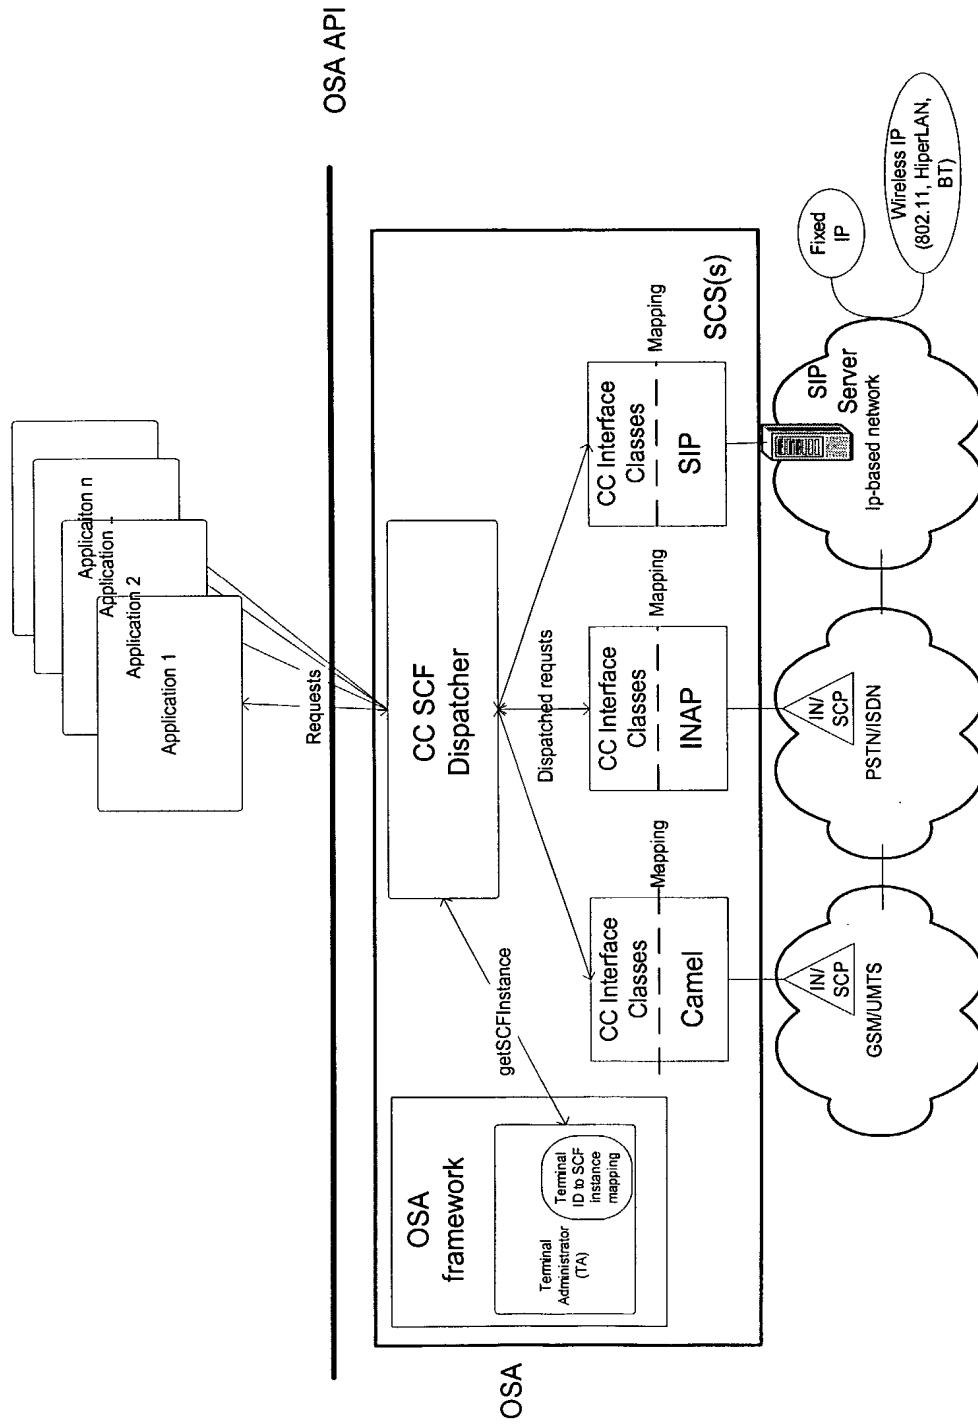 Applicaiton n
Application ..
Application 2
Application 1
Requests
OSA API
OSA
OSA
framework
Terminal
Administrator
(TA)
Terminal
ID to SCF
instance
mapping
getSCFInstance
CC SCF
Dispatcher
Dispatched requsts
CC Interface
Classes
Mapping
Camel
CC Interface
Classes
Mapping
INAP
CC Interface
Classes
Mapping
SIP
SCS(s)
IN/
SCP
GSM/UMTS
IN/
SCP
PSTN/ISDN
SIP
Server
Ip-based network
Fixed
IP
Wireless IP
(802.11, HiperLAN,
BT)